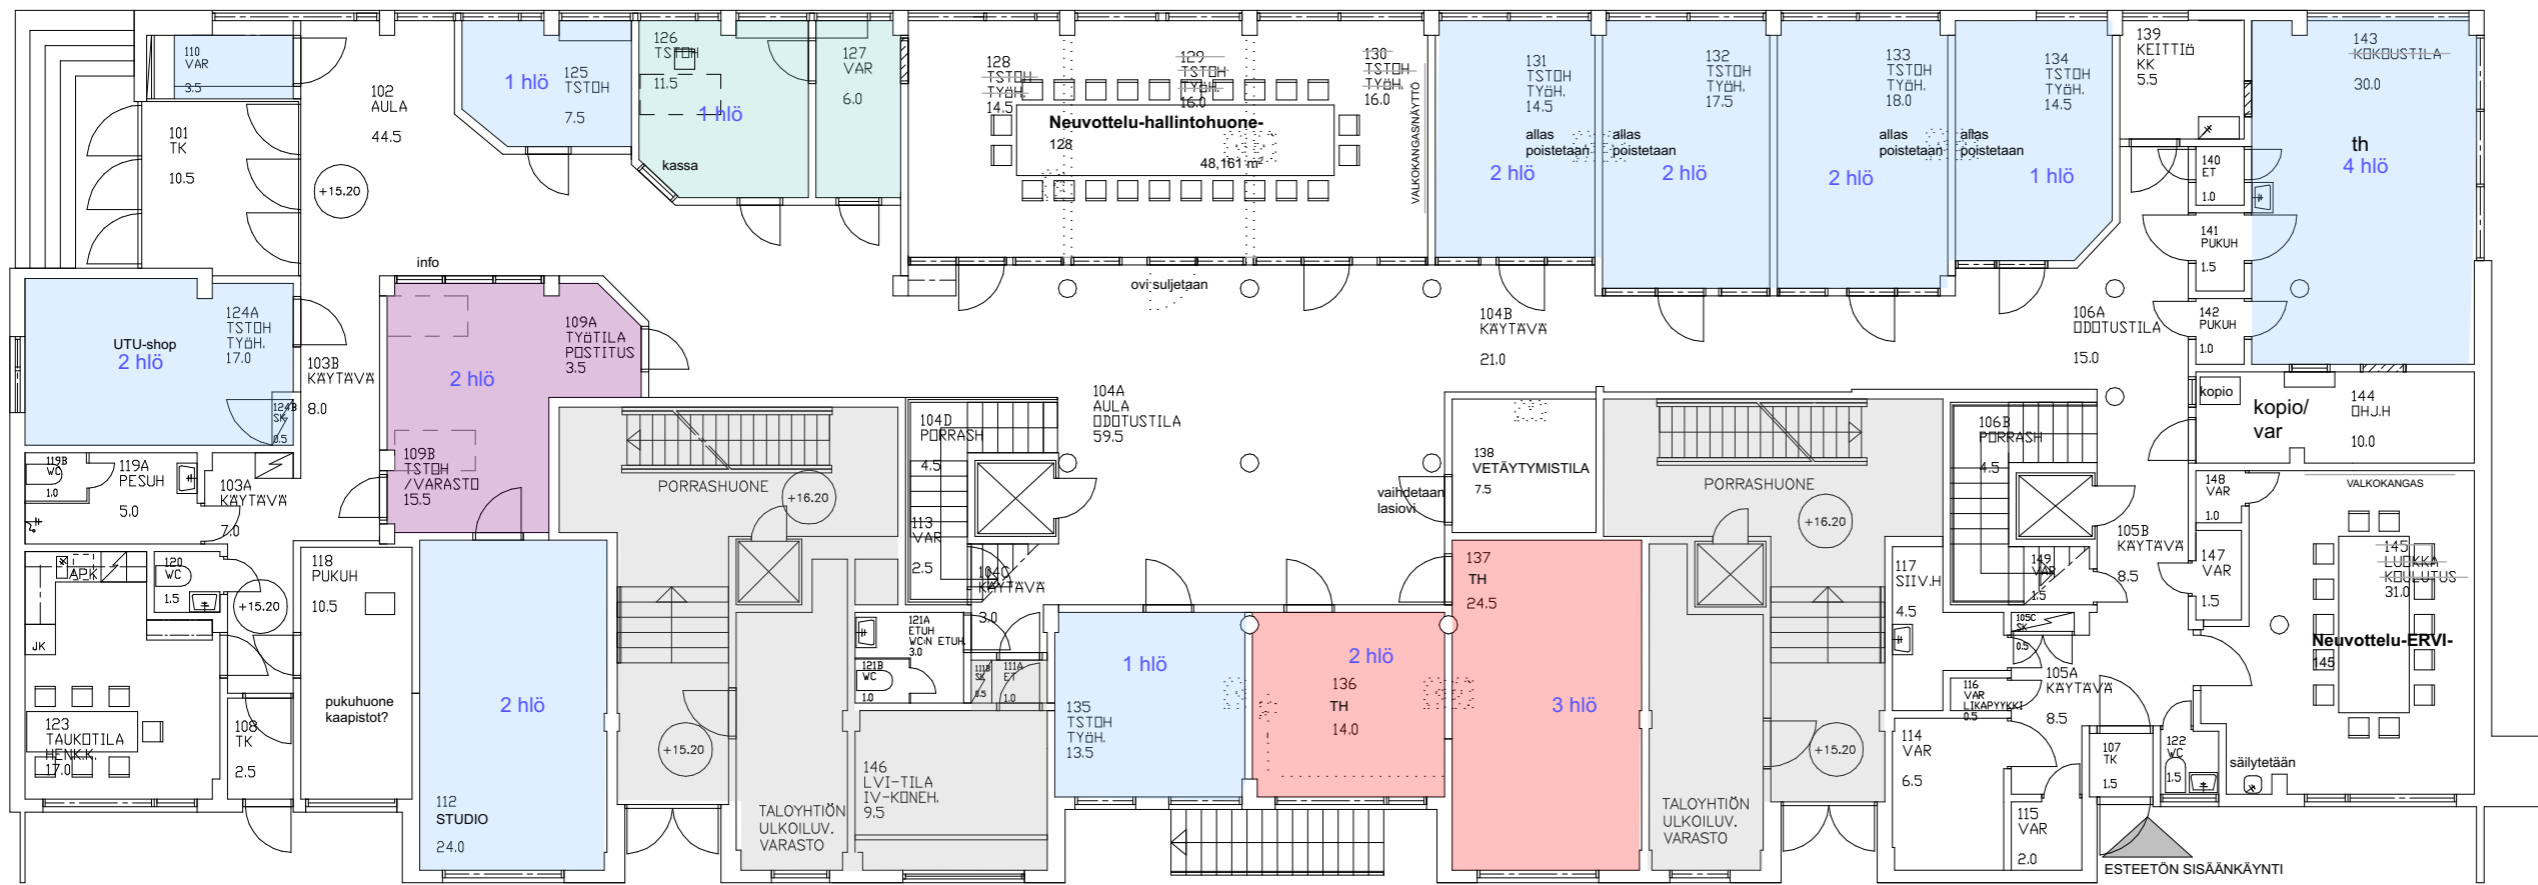 110
VAR
3.5
101
TK
10.5
102
AULA
44.5
+15.20
1 hlö
125
TSTOH
7.5
126
TSTOH
11.5
1 hlö
kassa
127
VAR
6.0
128
TSTOH
TYÖH.
14.5
129
TSTOH
TYÖH.
16.0
130
TSTOH
TYÖH.
16.0
Neuvottelu-hallintohuone-
128
48,161 m²
VALKOKANGAS/NÄYTTÖ
131
TSTOH
TYÖH.
14.5
allas
poistetaan
2 hlö
132
TSTOH
TYÖH.
17.5
allas
poistetaan
2 hlö
133
TSTOH
TYÖH.
18.0
allas
poistetaan
2 hlö
134
TSTOH
TYÖH.
14.5
allas
poistetaan
1 hlö
139
KEITTIÖ
KK
5.5
140
ET
1.0
141
PUKUH
1.5
142
PUKUH
1.0
143
KOKOUSTILA
30.0
th
4 hlö
info
ovi suljetaan
124A
TSTOH
TYÖH.
17.0
UTU-shop
2 hlö
124B
SK
0.5
103B
KÄYTÄVÄ
8.0
109A
TYÖTILA
POSTITUS
3.5
2 hlö
109B
TSTOH
/VARASTO
15.5
104B
KÄYTÄVÄ
21.0
104A
AULA
ODOTUSTILA
59.5
106A
ODOTUSTILA
15.0
kopio
kopio/
var
144
OHJ.H
10.0
119B
WC
1.0
119A
PESUH
5.0
103A
KÄYTÄVÄ
7.0
PORRASHUONE
+16.20
104D
PORRASH
4.5
113
VAR
2.5
104C
KÄYTÄVÄ
3.0
138
VETÄYTYMISTILA
7.5
vaihdetaan
lasiovi
PORRASHUONE
+16.20
106B
PORRASH
4.5
105B
KÄYTÄVÄ
8.5
148
VAR
1.0
147
VAR
1.5
149
VAR
1.5
VALKOKANGAS
145
LUOKKA
KOULUTUS
31.0
Neuvottelu-ERVI-
145
säilytetään
APK
JK
120
WC
1.5
+15.20
118
PUKUH
10.5
pukuhuone
kaapistot?
123
TAUKOTILA
HENK.K.
17.0
108
TK
2.5
2 hlö
112
STUDIO
24.0
+15.20
TALOYHTIÖN
ULKOILUV.
VARASTO
121A
ETUH
WC:N ETUH.
3.0
121B
WC
1.0
111B
SK
0.5
111A
ET
1.0
146
LVI-TILA
IV-KONEH.
9.5
1 hlö
135
TSTOH
TYÖH.
13.5
2 hlö
136
TH
14.0
137
TH
24.5
3 hlö
TALOYHTIÖN
ULKOILUV.
VARASTO
+15.20
117
SIIV.H
4.5
105C
SK
0.5
116
VAR
LIKAPYYKKI
0.5
105A
KÄYTÄVÄ
8.5
114
VAR
6.5
115
VAR
2.0
107
TK
1.5
122
WC
1.5
ESTEETÖN SISÄÄNKÄYNTI